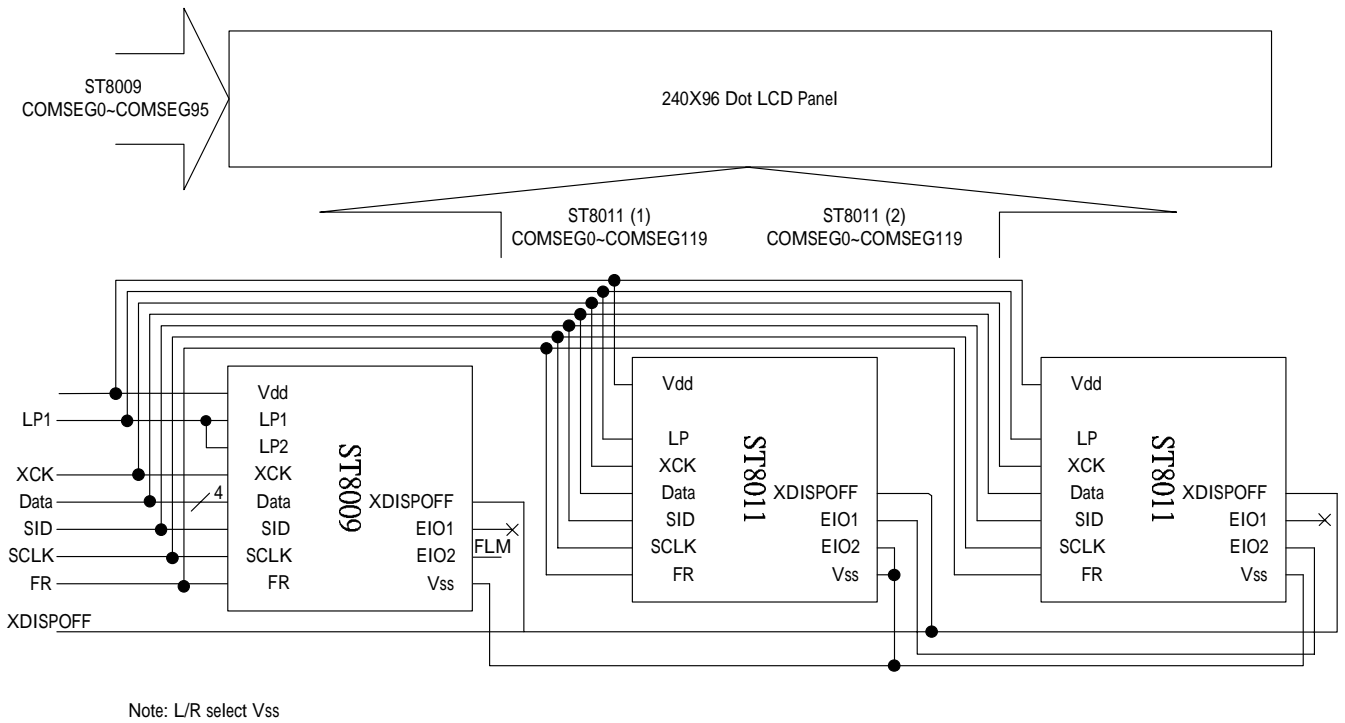 ST8009
COMSEG0~COMSEG95
240X96 Dot LCD Panel
ST8011 (1)
COMSEG0~COMSEG119
ST8011 (2)
COMSEG0~COMSEG119
LP1
XCK
Data
SID
SCLK
FR
XDISPOFF
4
Vdd
LP1
LP2
XCK
Data
SID
SCLK
FR
ST8009
XDISPOFF
EIO1
EIO2
Vss
FLM
Vdd
LP
XCK
Data
SID
SCLK
FR
ST8011
XDISPOFF
EIO1
EIO2
Vss
Vdd
LP
XCK
Data
SID
SCLK
FR
ST8011
XDISPOFF
EIO1
EIO2
Vss
Note: L/R select Vss